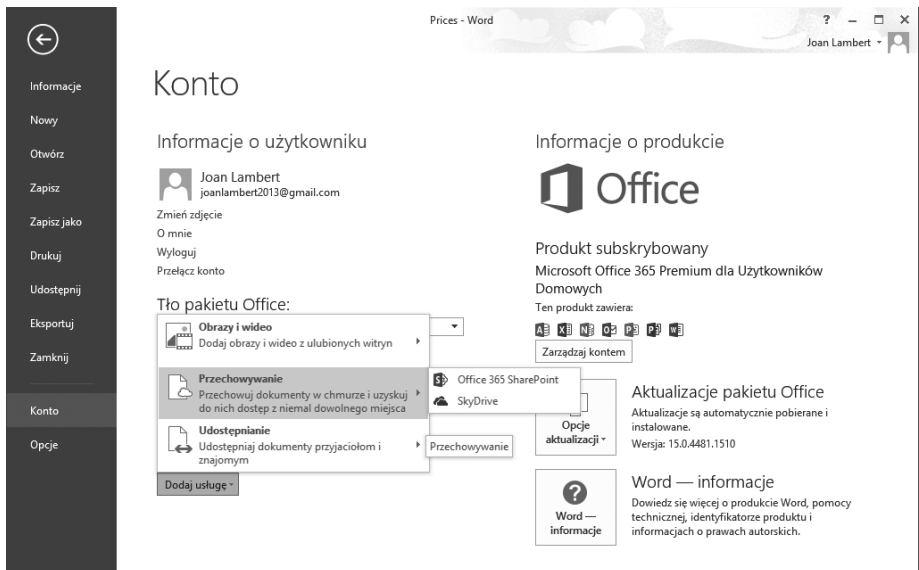 Prices - Word
?
Joan Lambert
Informacje
Nowy
Otwórz
Zapisz
Zapisz jako
Drukuj
Udostępnij
Eksportuj
Zamknij
Konto
Opcje
Konto
Informacje o użytkowniku
Joan Lambert
joanlambert2013@gmail.com
Zmień zdjęcie
O mnie
Wyloguj
Przełącz konto
Tło pakietu Office:
Obrazy i wideo
Dodaj obrazy i wideo z ulubionych witryn
Przechowywanie
Przechowuj dokumenty w chmurze i uzyskuj
do nich dostęp z niemal dowolnego miejsca
Udostępnianie
Udostępniaj dokumenty przyjaciołom i
znajomym
Office 365 SharePoint
SkyDrive
Przechowywanie
Dodaj usługę
Informacje o produkcie
Office
Produkt subskrybowany
Microsoft Office 365 Premium dla Użytkowników
Domowych
Ten produkt zawiera:
Zarządzaj kontem
Opcje
aktualizacji
Aktualizacje pakietu Office
Aktualizacje są automatycznie pobierane i
instalowane.
Wersja: 15.0.4481.1510
Word —
informacje
Word — informacje
Dowiedz się więcej o produkcie Word, pomocy
technicznej, identyfikatorze produktu i
informacjach o prawach autorskich.